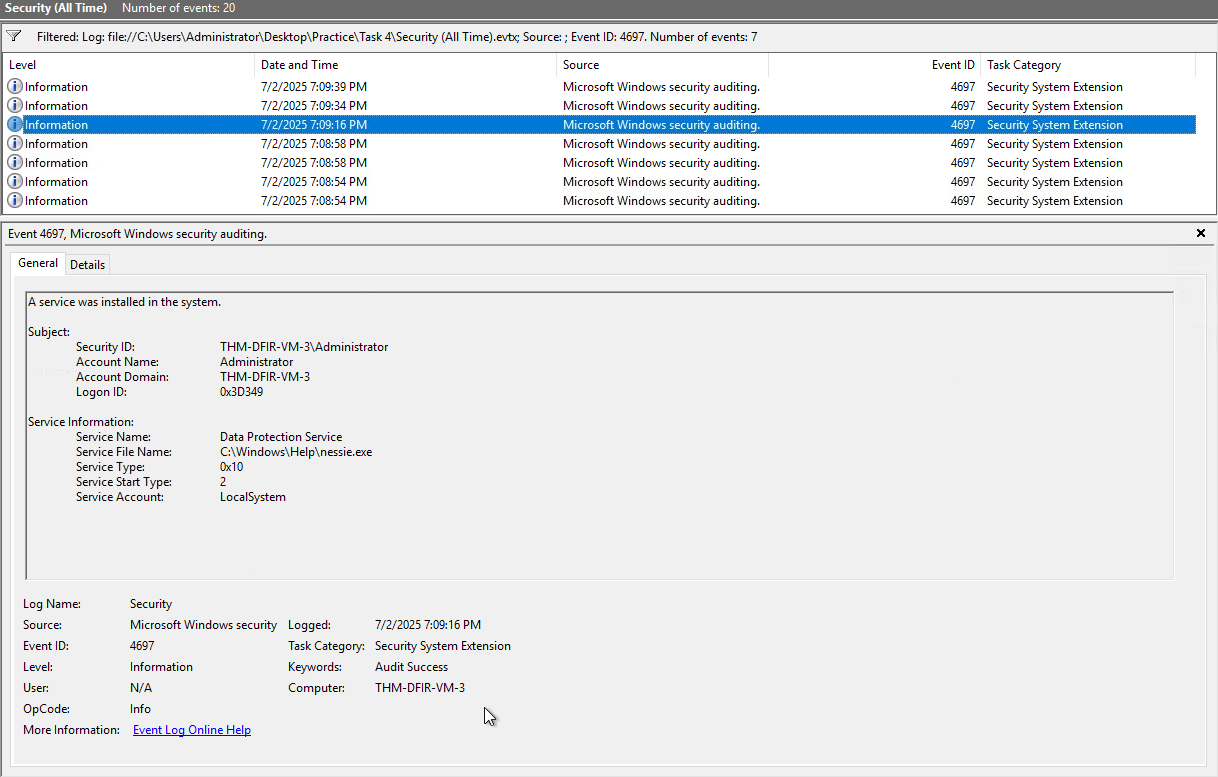 Security (All Time) Number of events: 20
Filtered: Log: file://C:\Users\Administrator\Desktop\Practice\Task 4\Security (All Time).evtx; Source: ; Event ID: 4697. Number of events: 7
Level Date and Time Source Event ID Task Category
Information 7/2/2025 7:09:39 PM Microsoft Windows security auditing. 4697 Security System Extension
Information 7/2/2025 7:09:34 PM Microsoft Windows security auditing. 4697 Security System Extension
Information 7/2/2025 7:09:16 PM Microsoft Windows security auditing. 4697 Security System Extension
Information 7/2/2025 7:08:58 PM Microsoft Windows security auditing. 4697 Security System Extension
Information 7/2/2025 7:08:58 PM Microsoft Windows security auditing. 4697 Security System Extension
Information 7/2/2025 7:08:54 PM Microsoft Windows security auditing. 4697 Security System Extension
Information 7/2/2025 7:08:54 PM Microsoft Windows security auditing. 4697 Security System Extension
Event 4697, Microsoft Windows security auditing.
General Details
A service was installed in the system.
Subject:
Security ID: THM-DFIR-VM-3\Administrator
Account Name: Administrator
Account Domain: THM-DFIR-VM-3
Logon ID: 0x3D349
Service Information:
Service Name: Data Protection Service
Service File Name: C:\Windows\Help\nessie.exe
Service Type: 0x10
Service Start Type: 2
Service Account: LocalSystem
Log Name: Security
Source: Microsoft Windows security Logged: 7/2/2025 7:09:16 PM
Event ID: 4697 Task Category: Security System Extension
Level: Information Keywords: Audit Success
User: N/A Computer: THM-DFIR-VM-3
OpCode: Info
More Information: Event Log Online Help